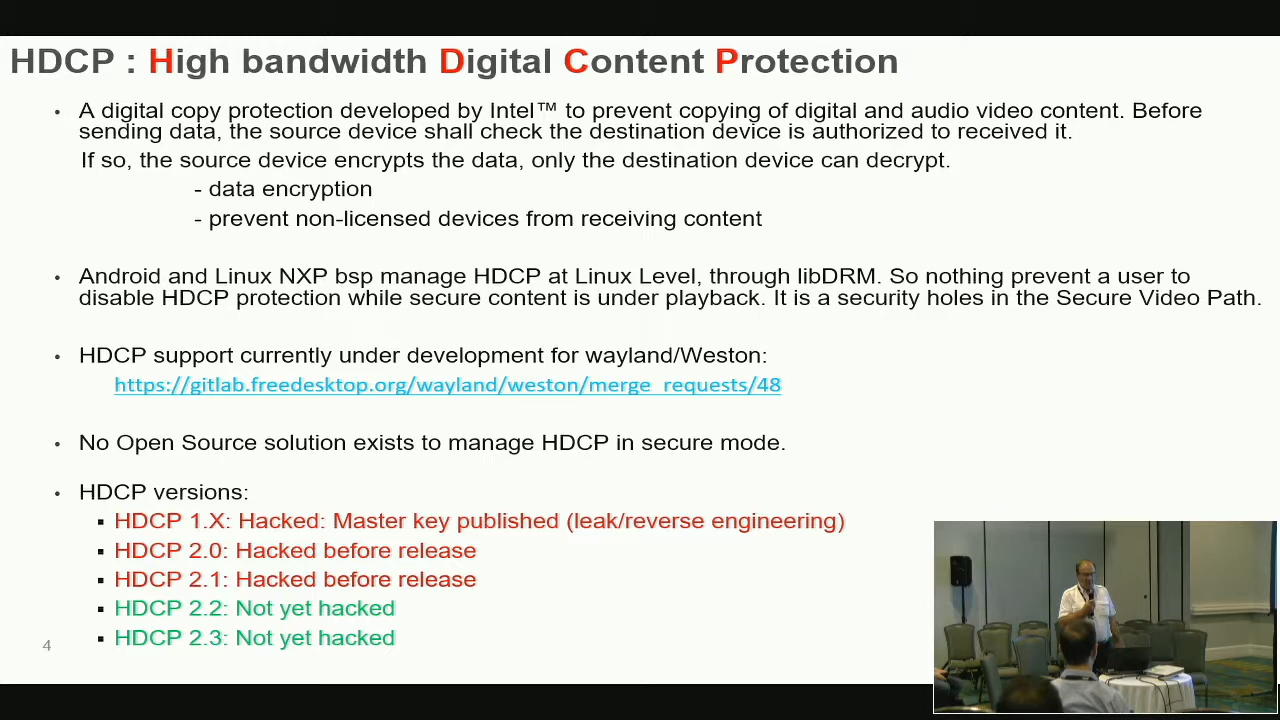 HDCP : High bandwidth Digital Content Protection
• A digital copy protection developed by Intel™ to prevent copying of digital and audio video content. Before
sending data, the source device shall check the destination device is authorized to received it.
If so, the source device encrypts the data, only the destination device can decrypt.
- data encryption
- prevent non-licensed devices from receiving content
• Android and Linux NXP bsp manage HDCP at Linux Level, through libDRM. So nothing prevent a user to
disable HDCP protection while secure content is under playback. It is a security holes in the Secure Video Path.
• HDCP support currently under development for wayland/Weston:
https://gitlab.freedesktop.org/wayland/weston/merge_requests/48
• No Open Source solution exists to manage HDCP in secure mode.
• HDCP versions:
▪ HDCP 1.X: Hacked: Master key published (leak/reverse engineering)
▪ HDCP 2.0: Hacked before release
▪ HDCP 2.1: Hacked before release
▪ HDCP 2.2: Not yet hacked
▪ HDCP 2.3: Not yet hacked
4